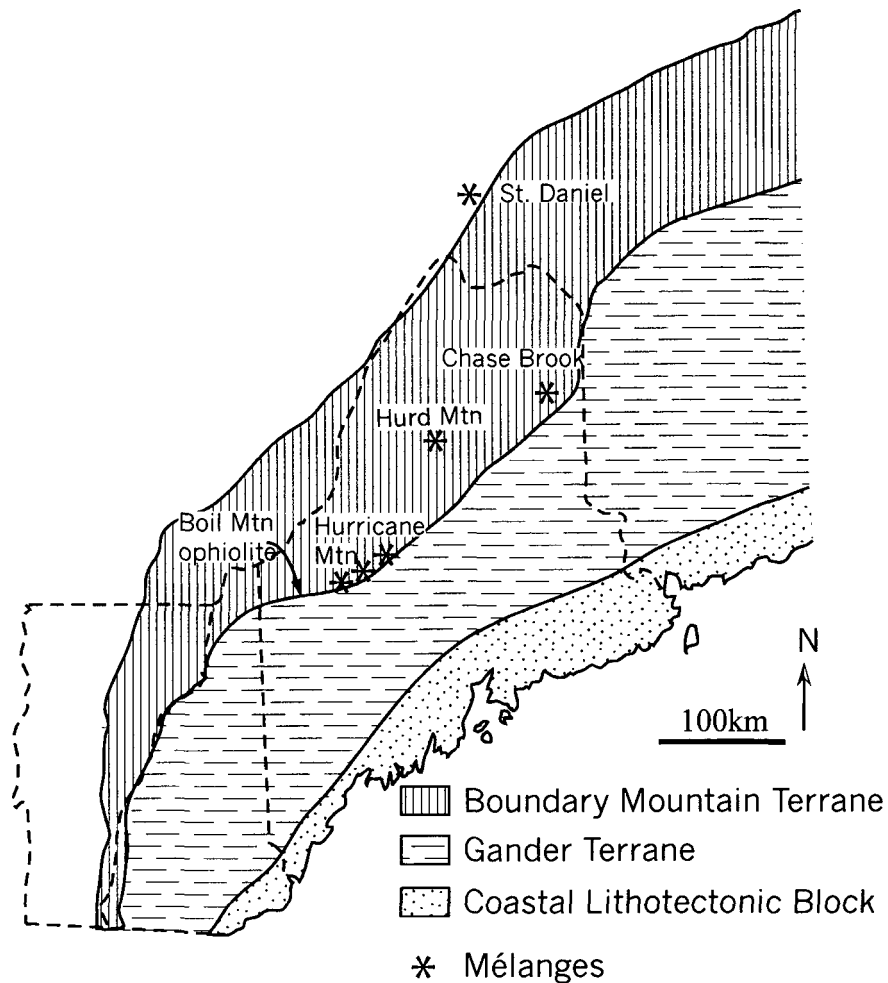 St. Daniel
Chase Brook
Hurd Mtn
Boil Mtn
ophiolite
Hurricane
Mtn
N
100km
Boundary Mountain Terrane
Gander Terrane
Coastal Lithotectonic Block
Mélanges